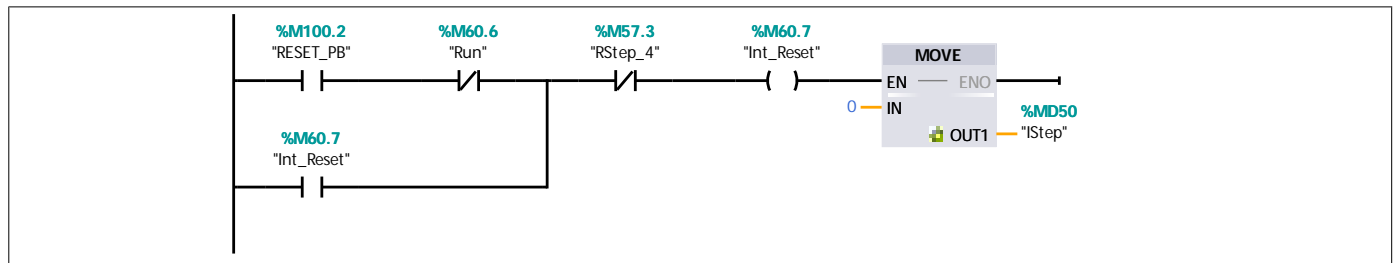 %M100.2 %M60.6 %M57.3 %M60.7
"RESET_PB" "Run" "RStep_4" "Int_Reset"
MOVE
EN ENO
0 IN
%MD50
OUT1 "IStep"
%M60.7
"Int_Reset"